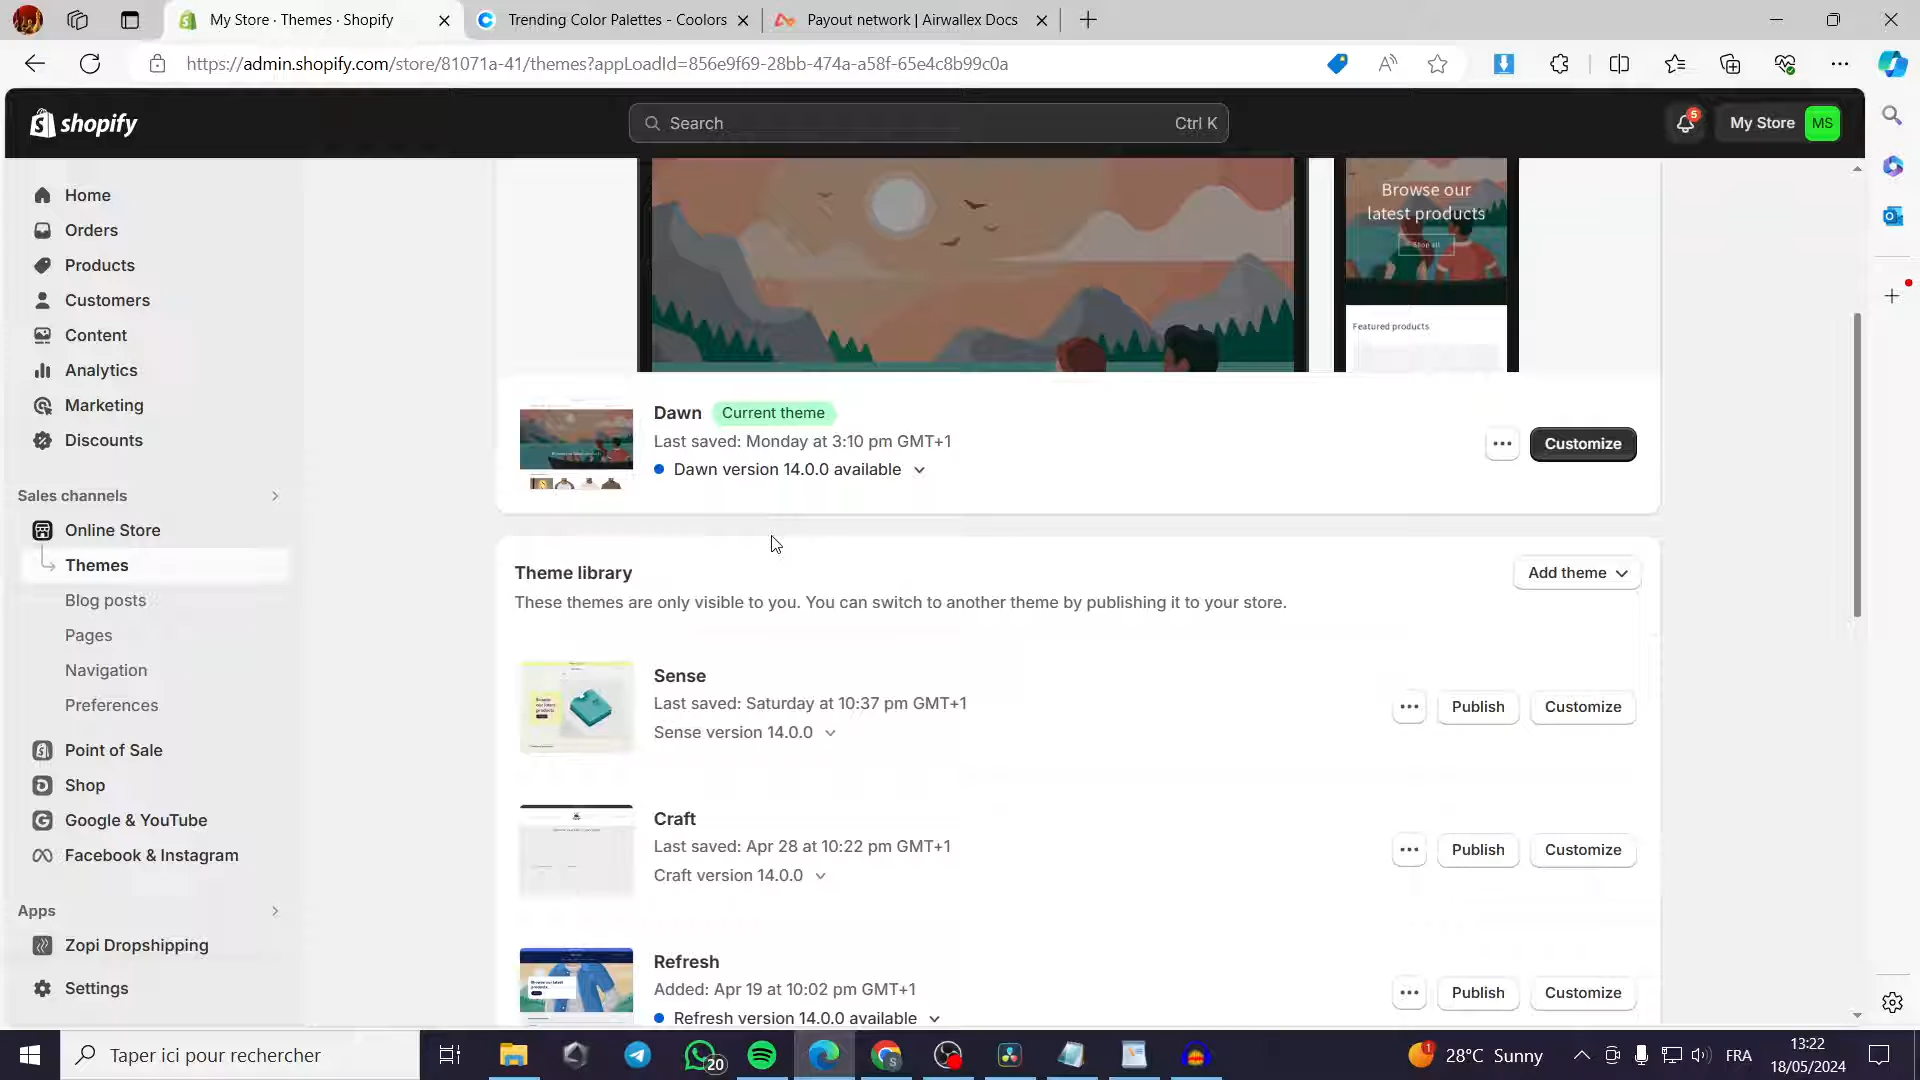 My Store · Themes · Shopify
Trending Color Palettes - Coolors
Payout network | Airwallex Docs
https://admin.shopify.com/store/81071a-41/themes?appLoadId=856e9f69-28bb-474a-a58f-65e4c8b99c0a
shopify
Search
Ctrl K
5
My Store
MS
Home
Orders
Products
Customers
Content
Analytics
Marketing
Discounts
Sales channels
Online Store
Themes
Blog posts
Pages
Navigation
Preferences
Point of Sale
Shop
Google & YouTube
Facebook & Instagram
Apps
Zopi Dropshipping
Settings
Browse our
latest products
Shop all
Featured products
Dawn
Current theme
Last saved: Monday at 3:10 pm GMT+1
Dawn version 14.0.0 available
Customize
Theme library
Add theme
These themes are only visible to you. You can switch to another theme by publishing it to your store.
Sense
Last saved: Saturday at 10:37 pm GMT+1
Sense version 14.0.0
Publish
Customize
Craft
Last saved: Apr 28 at 10:22 pm GMT+1
Craft version 14.0.0
Publish
Customize
Refresh
Added: Apr 19 at 10:02 pm GMT+1
Refresh version 14.0.0 available
Publish
Customize
Taper ici pour rechercher
20
1
28°C Sunny
FRA
13:22
18/05/2024